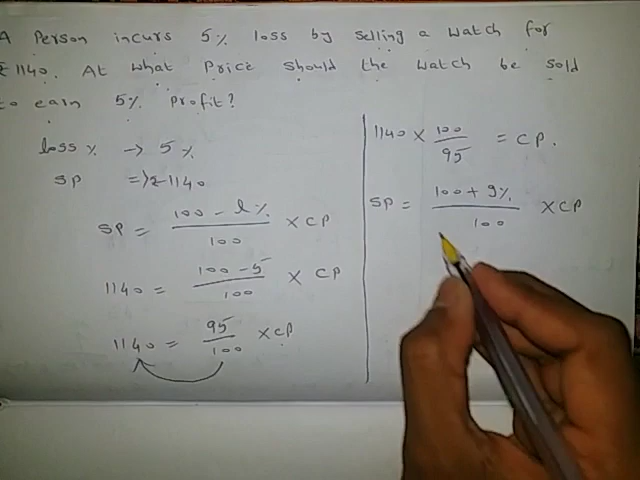 A Person incurs 5% loss by selling a watch for
₹1140. At what Price should the watch be sold
to earn 5% Profit?
loss % → 5%
SP => ₹1140
SP = 100 - l% / 100 × CP
1140 = 100 - 5 / 100 × CP
1140 = 95 / 100 × CP
1140 × 100 / 95 = CP.
SP = 100 + g% / 100 × CP